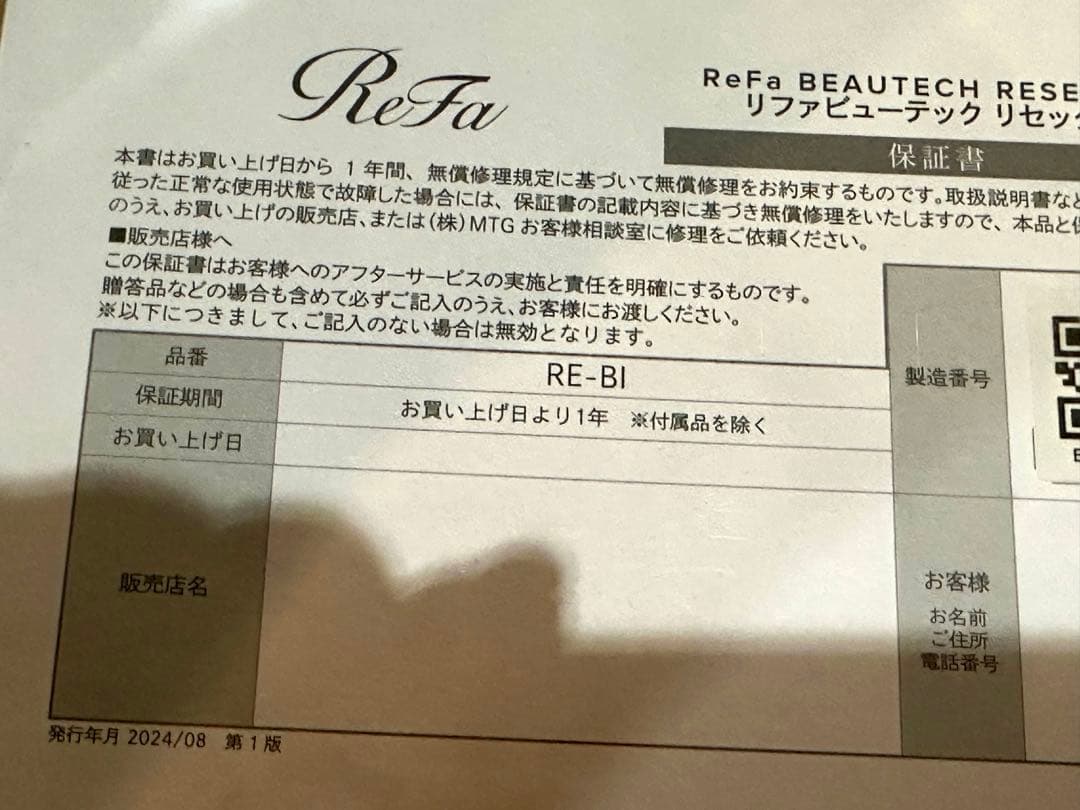 ReFa
ReFa BEAUTECH RESE
リファビューテック リセッ
保証書
本書はお買い上げ日から 1 年間、無償修理規定に基づいて無償修理をお約束するものです。取扱説明書など
従った正常な使用状態で故障した場合には、保証書の記載内容に基づき無償修理をいたしますので、本品と保
のうえ、お買い上げの販売店、または(株)MTG お客様相談室に修理をご依頼ください。
■販売店様へ
この保証書はお客様へのアフターサービスの実施と責任を明確にするものです。
贈答品などの場合も含めて必ずご記入のうえ、お客様にお渡しください。
※以下につきまして、ご記入のない場合は無効となります。
品番
RE-BI
保証期間
お買い上げ日より1年 ※付属品を除く
お買い上げ日
販売店名
製造番号
お客様
お名前
ご住所
電話番号
発行年月 2024/08 第1版